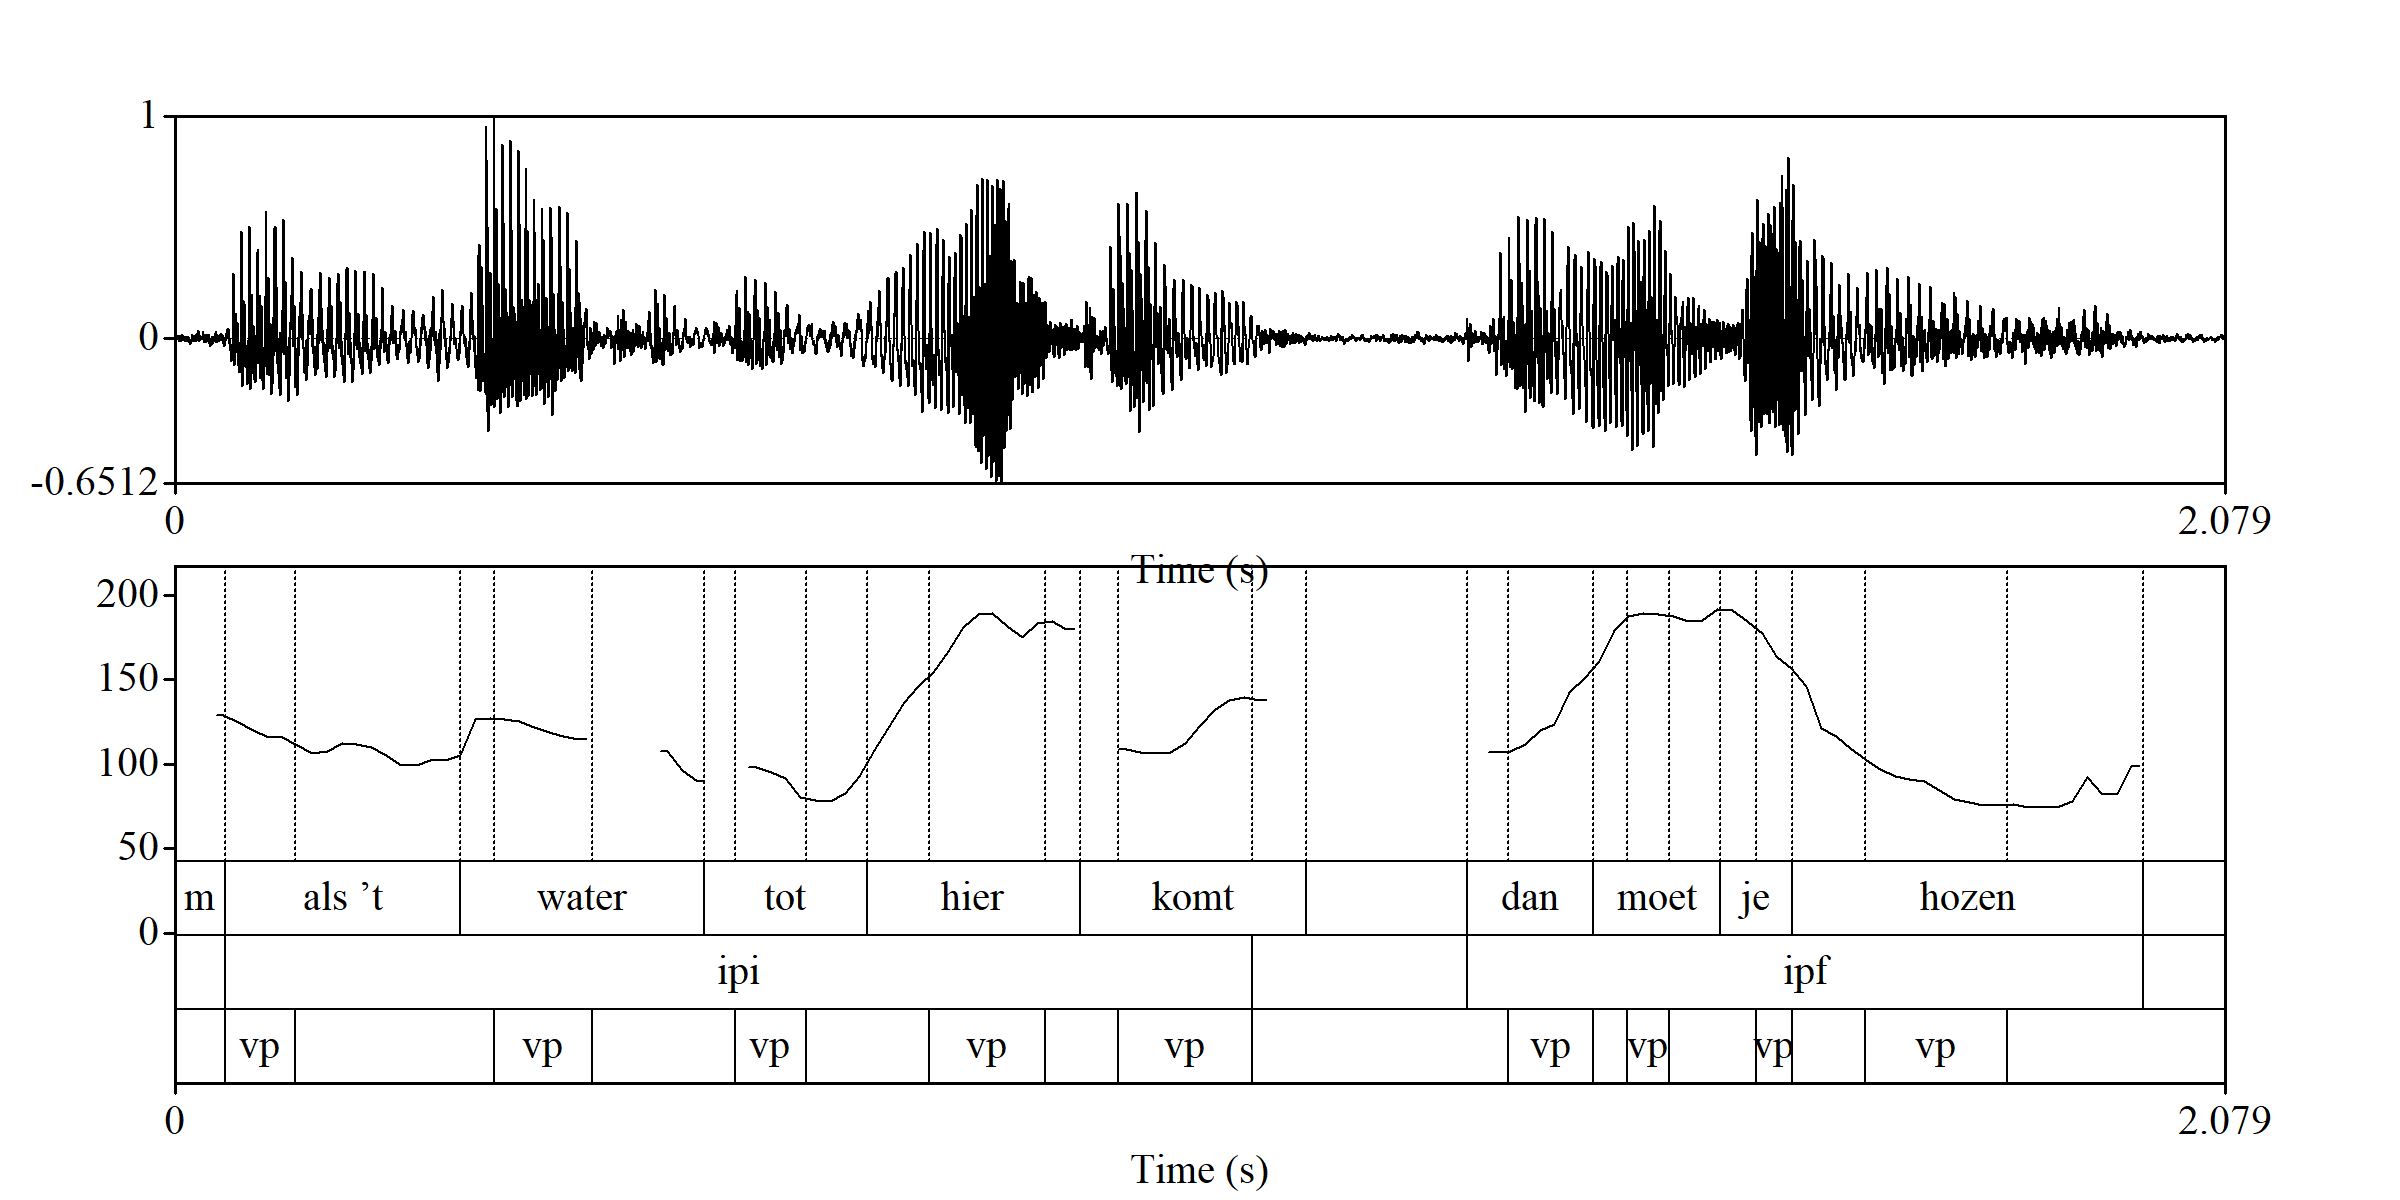 1
0
-0.6512
0 2.079
Time (s)
200
150
100
50
0
m als ’t water tot hier komt dan moet je hozen
ipi ipf
vp vp vp vp vp vp vp vp vp
0 2.079
Time (s)